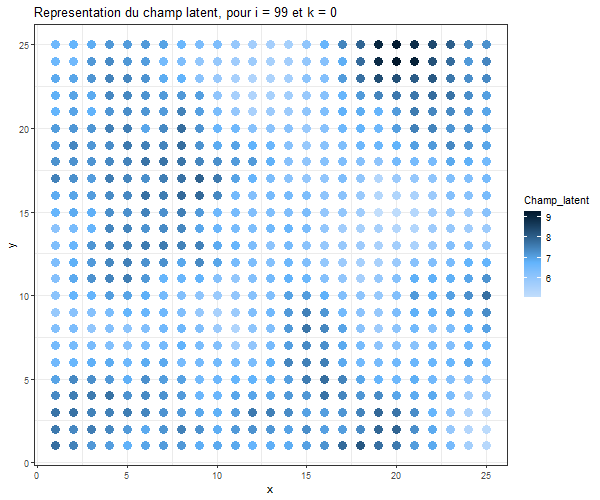 Representation du champ latent, pour i = 99 et k = 0
25
20
15
10
5
0
y
0 5 10 15 20 25
x
Champ_latent
9
8
7
6